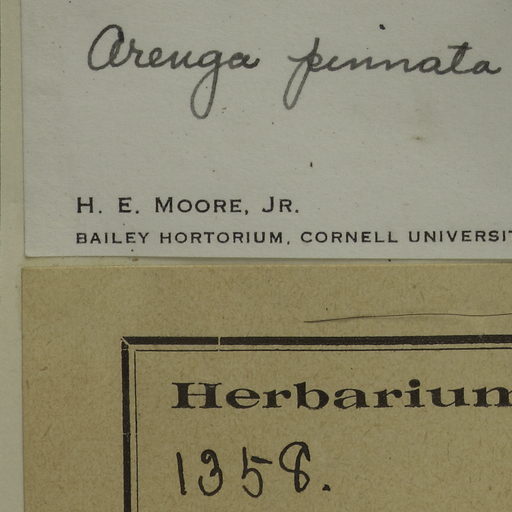 Arenga pinnata
H. E. MOORE, JR.
BAILEY HORTORIUM, CORNELL UNIVERSIT
Herbarium
1358.